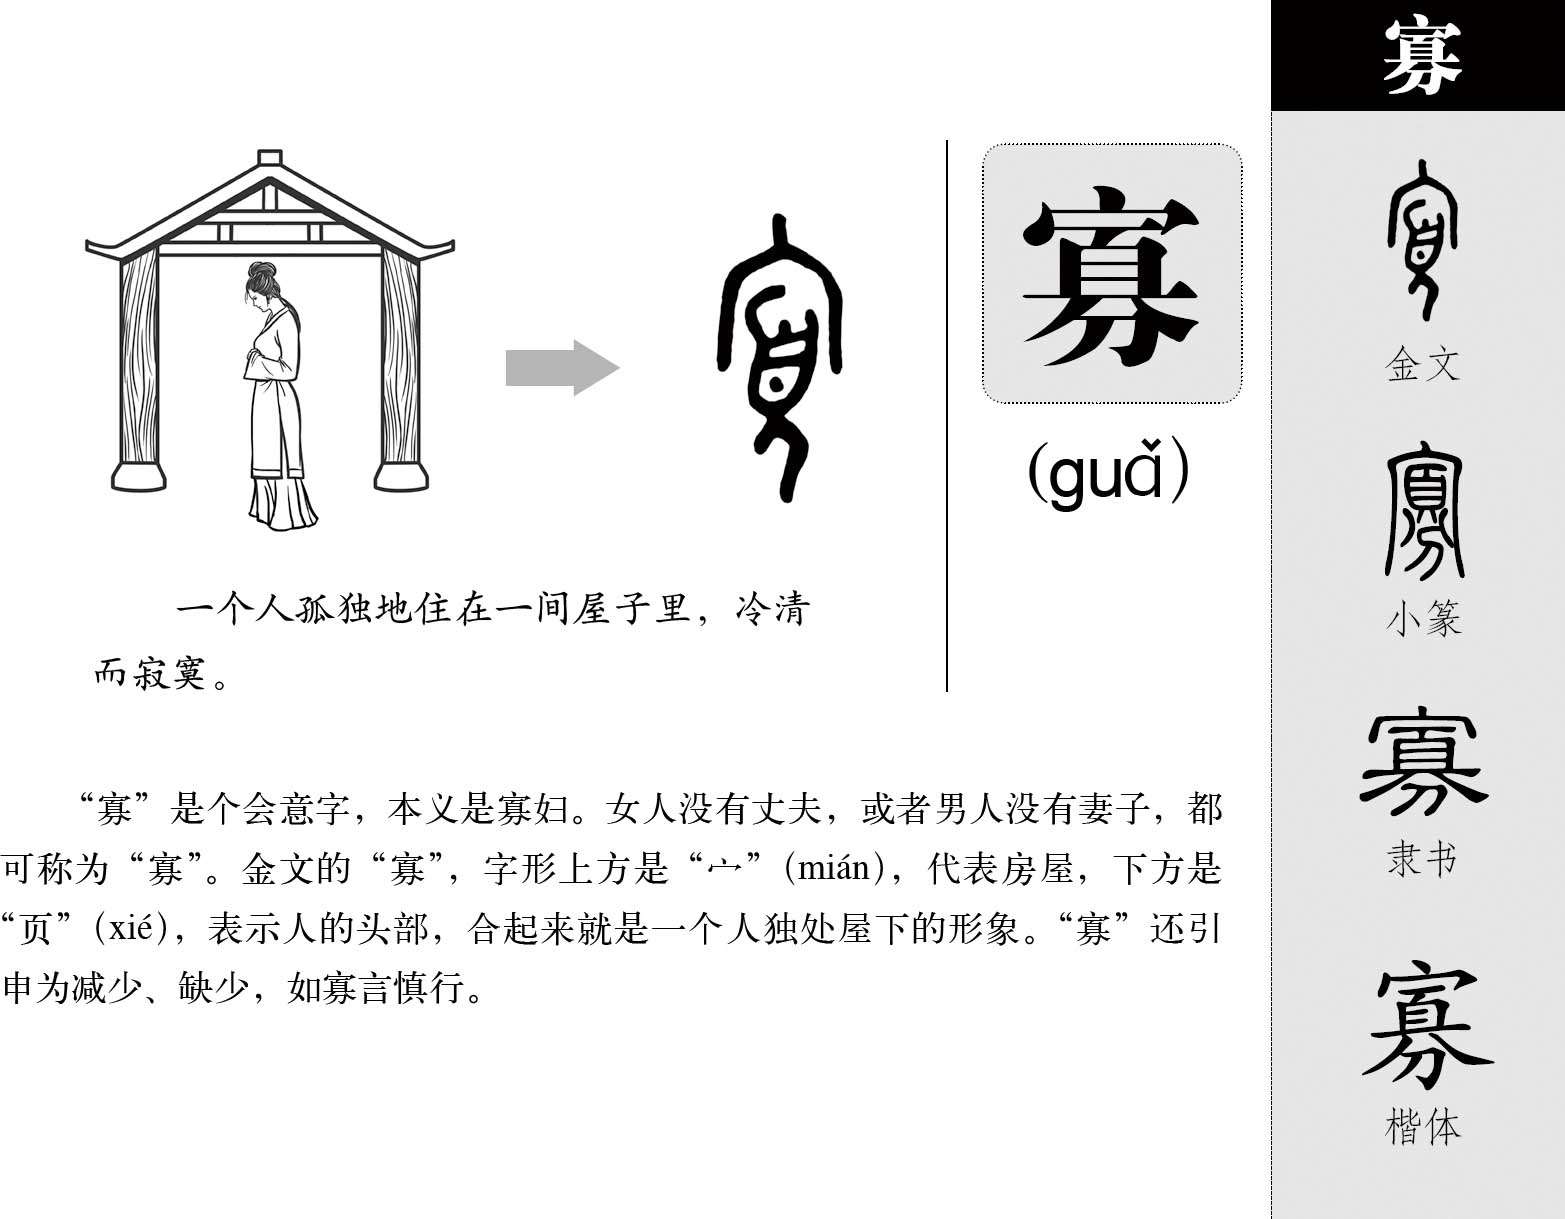 寡
(guǎ)
一个人孤独地住在一间屋子里，冷清
而寂寞。
“寡”是个会意字，本义是寡妇。女人没有丈夫，或者男人没有妻子，都
可称为“寡”。金文的“寡”，字形上方是“宀”（mián），代表房屋，下方是
“页”（xié），表示人的头部，合起来就是一个人独处屋下的形象。“寡”还引
申为减少、缺少，如寡言慎行。
寡
寡
金文
寡
小篆
寡
隶书
寡
楷体